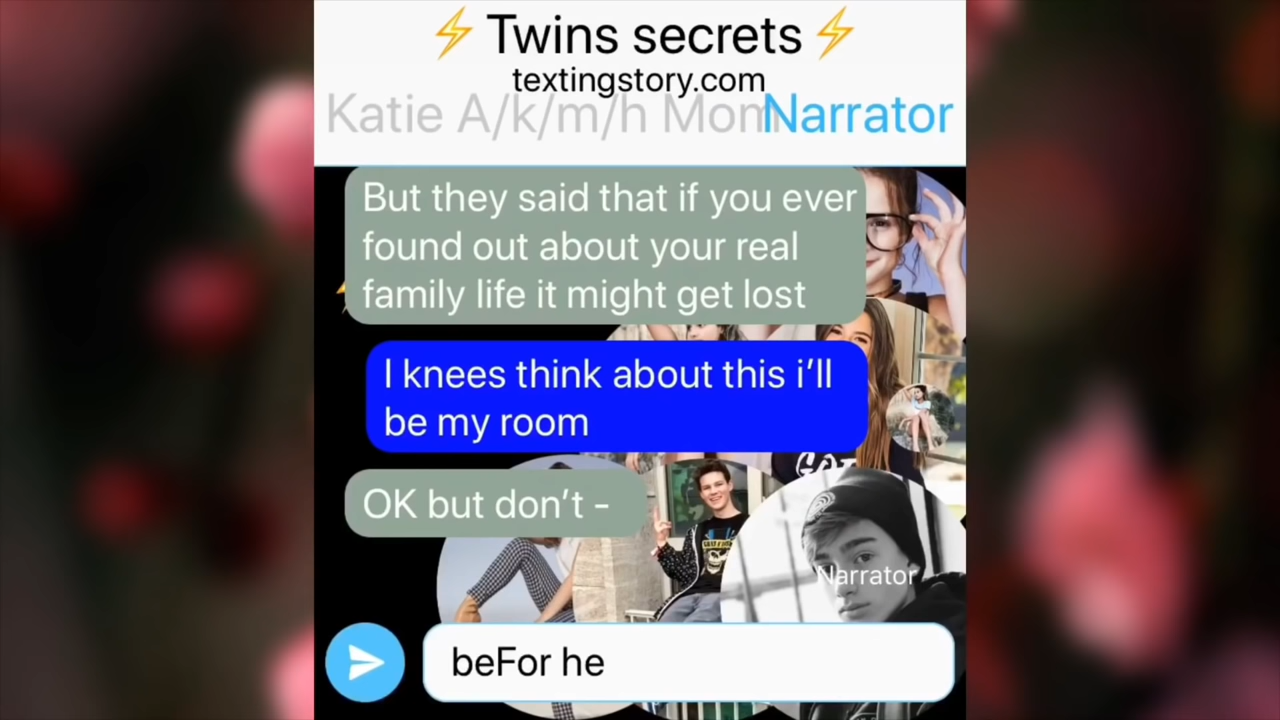 ⚡ Twins secrets ⚡
textingstory.com
Katie A/k/m/h Mom
Narrator
But they said that if you ever
found out about your real
family life it might get lost
I knees think about this i’ll
be my room
OK but don’t -
Narrator
beFor he